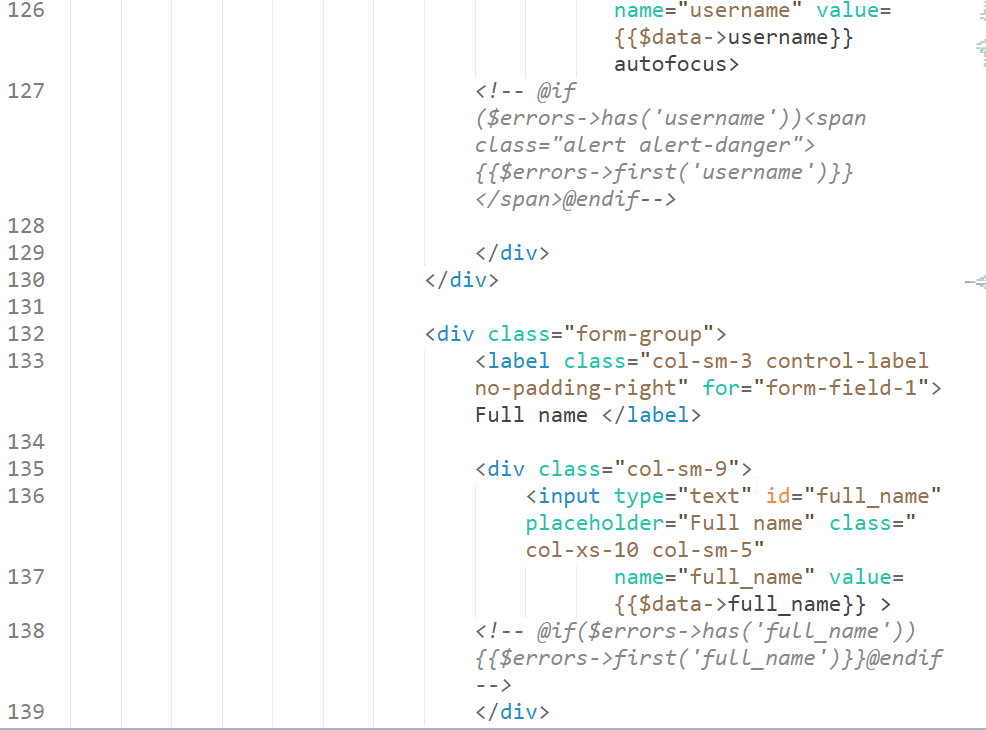 126 name="username" value=
{{$data->username}}
autofocus>
127 <!-- @if
($errors->has('username'))<span
class="alert alert-danger">
{{$errors->first('username')}}
</span>@endif-->
128
129 </div>
130 </div>
131
132 <div class="form-group">
133 <label class="col-sm-3 control-label
no-padding-right" for="form-field-1">
Full name </label>
134
135 <div class="col-sm-9">
136 <input type="text" id="full_name"
placeholder="Full name" class="
col-xs-10 col-sm-5"
137 name="full_name" value=
{{$data->full_name}} >
138 <!-- @if($errors->has('full_name'))
{{$errors->first('full_name')}}@endif
-->
139 </div>